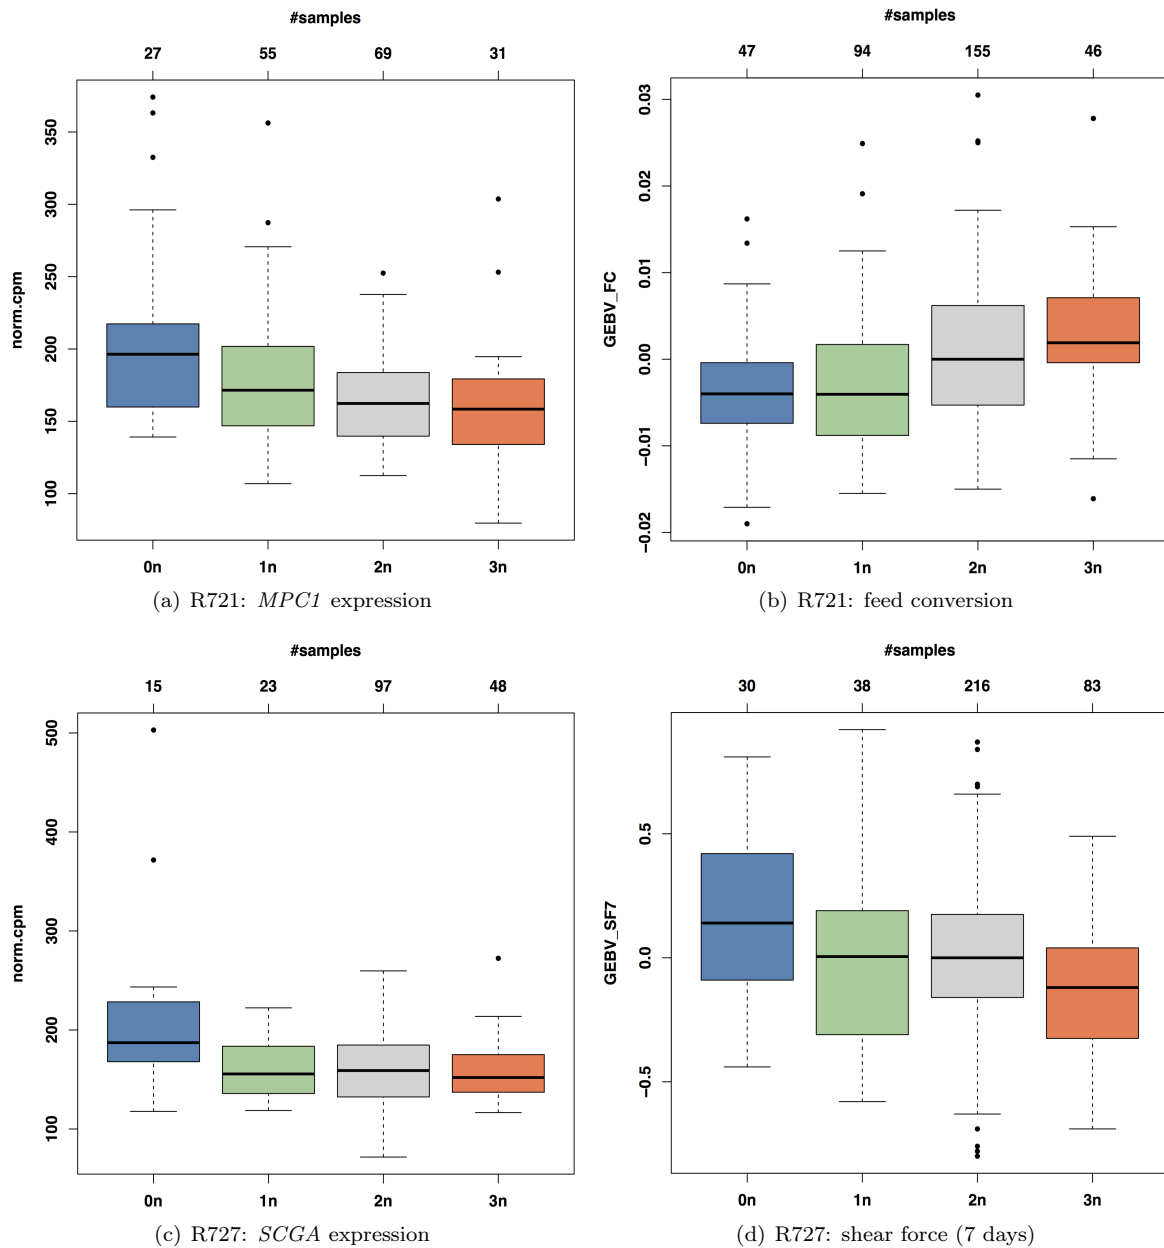 #samples
27 55 69 31
norm.cpm
350
300
250
200
150
100
0n 1n 2n 3n
(a) R721: MPC1 expression
#samples
47 94 155 46
GEBV_FC
0.03
0.02
0.01
0.00
−0.01
−0.02
0n 1n 2n 3n
(b) R721: feed conversion
#samples
15 23 97 48
norm.cpm
500
400
300
200
100
0n 1n 2n 3n
(c) R727: SCGA expression
#samples
30 38 216 83
GEBV_SF7
0.5
0.0
−0.5
0n 1n 2n 3n
(d) R727: shear force (7 days)